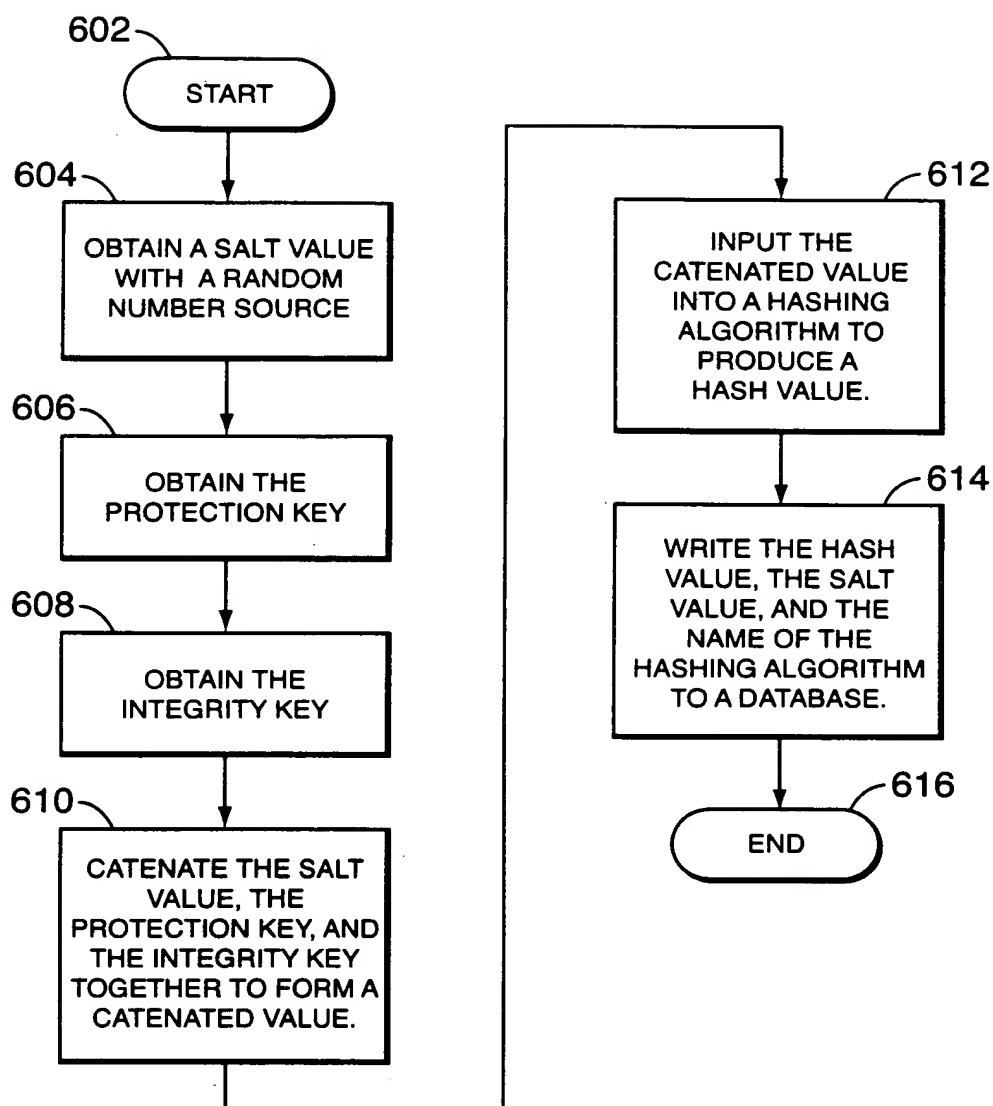 602
START
604
OBTAIN A SALT VALUE
WITH A RANDOM
NUMBER SOURCE
606
OBTAIN THE
PROTECTION KEY
608
OBTAIN THE
INTEGRITY KEY
610
CATENATE THE SALT
VALUE, THE
PROTECTION KEY, AND
THE INTEGRITY KEY
TOGETHER TO FORM A
CATENATED VALUE.
612
INPUT THE
CATENATED VALUE
INTO A HASHING
ALGORITHM TO
PRODUCE A
HASH VALUE.
614
WRITE THE HASH
VALUE, THE SALT
VALUE, AND THE
NAME OF THE
HASHING ALGORITHM
TO A DATABASE.
616
END